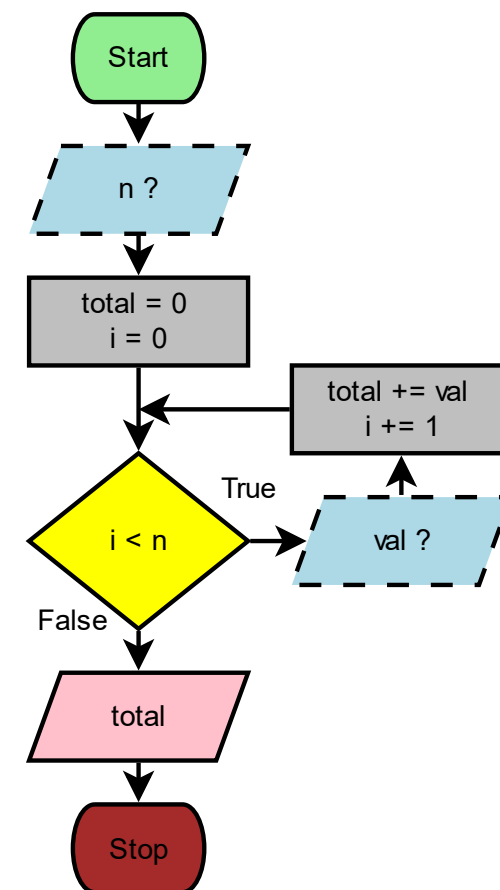 Start
n ?
total = 0
i = 0
total += val
i += 1
True
i < n
val ?
False
total
Stop